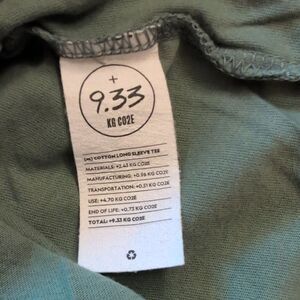 +
9.33
KG CO2E
(M) COTTON LONG SLEEVE TEE
MATERIALS: +2.43 KG CO2E
MANUFACTURING: +0.96 KG CO2E
TRANSPORTATION: +0.51 KG CO2E
USE: +4.70 KG CO2E
END OF LIFE: +0.73 KG CO2E
TOTAL: +9.33 KG CO2E